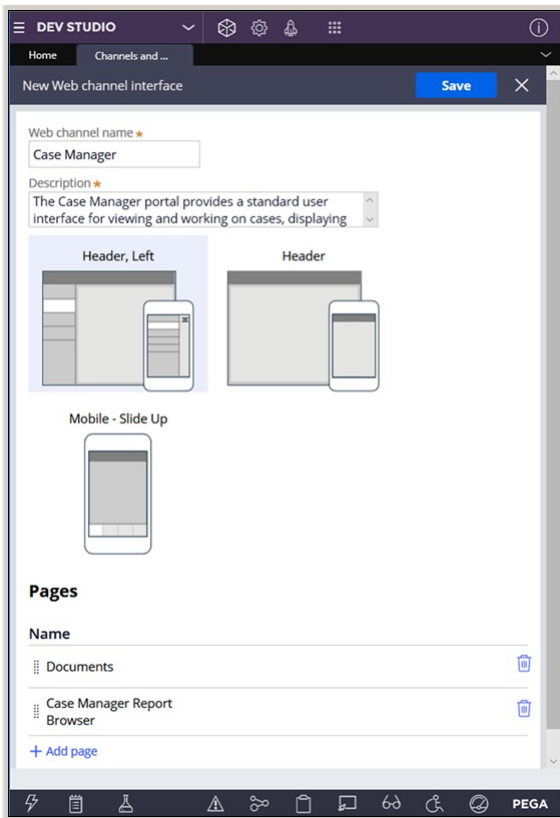 DEV STUDIO
Home
Channels and ...
New Web channel interface
Save
Web channel name *
Case Manager
Description *
The Case Manager portal provides a standard user
interface for viewing and working on cases, displaying
Header, Left
Header
Mobile - Slide Up
Pages
Name
Documents
Case Manager Report
Browser
+ Add page
PEGA